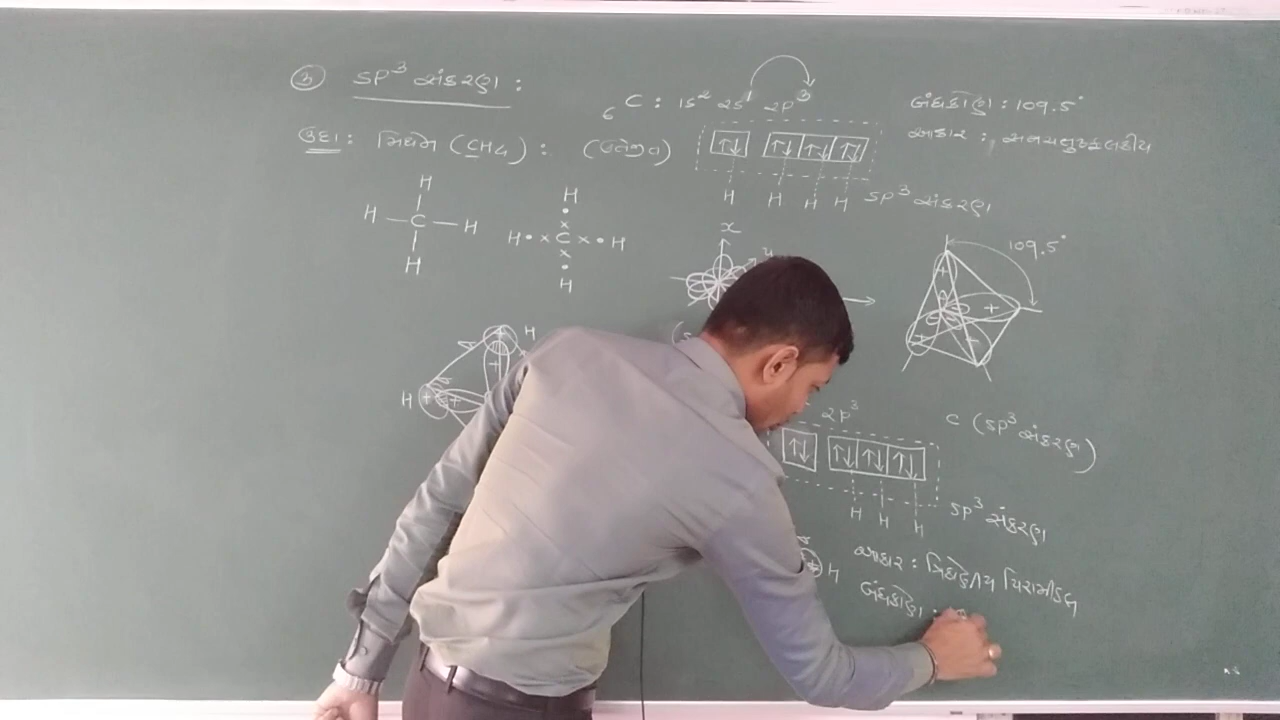 ③ SP³ સંકરણ :
₆C : 1S² 2S¹ 2P³
બંધકોણ : 109.5°
ઉદા : મિથેન (CH₄) : (ઉત્તેજીત)
↑↓ ↑↓ ↑↓ ↑↓
આકાર : સમચતુષ્ફલકીય
H H H H SP³ સંકરણ
H
H — C — H
H
H
H • x C x • H
x
•
H
x
y
109.5°
H
H
2P³
C (SP³ સંકરણ)
↑↓ ↑↓ ↑↓ ↑↓
H H H SP³ સંકરણ
H
આકાર : ત્રિકોણીય પિરામીડલ
બંધકોણ :